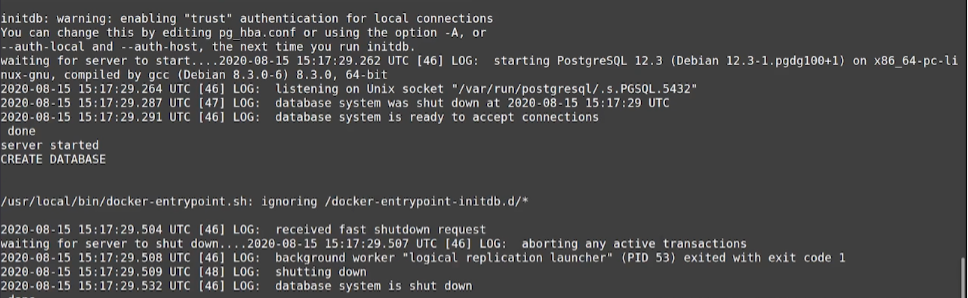 initdb: warning: enabling "trust" authentication for local connections
You can change this by editing pg_hba.conf or using the option -A, or
--auth-local and --auth-host, the next time you run initdb.
waiting for server to start....2020-08-15 15:17:29.262 UTC [46] LOG:  starting PostgreSQL 12.3 (Debian 12.3-1.pgdg100+1) on x86_64-pc-li
nux-gnu, compiled by gcc (Debian 8.3.0-6) 8.3.0, 64-bit
2020-08-15 15:17:29.264 UTC [46] LOG:  listening on Unix socket "/var/run/postgresql/.s.PGSQL.5432"
2020-08-15 15:17:29.287 UTC [47] LOG:  database system was shut down at 2020-08-15 15:17:29 UTC
2020-08-15 15:17:29.291 UTC [46] LOG:  database system is ready to accept connections
 done
server started
CREATE DATABASE
/usr/local/bin/docker-entrypoint.sh: ignoring /docker-entrypoint-initdb.d/*
2020-08-15 15:17:29.504 UTC [46] LOG:  received fast shutdown request
waiting for server to shut down....2020-08-15 15:17:29.507 UTC [46] LOG:  aborting any active transactions
2020-08-15 15:17:29.508 UTC [46] LOG:  background worker "logical replication launcher" (PID 53) exited with exit code 1
2020-08-15 15:17:29.509 UTC [48] LOG:  shutting down
2020-08-15 15:17:29.532 UTC [46] LOG:  database system is shut down